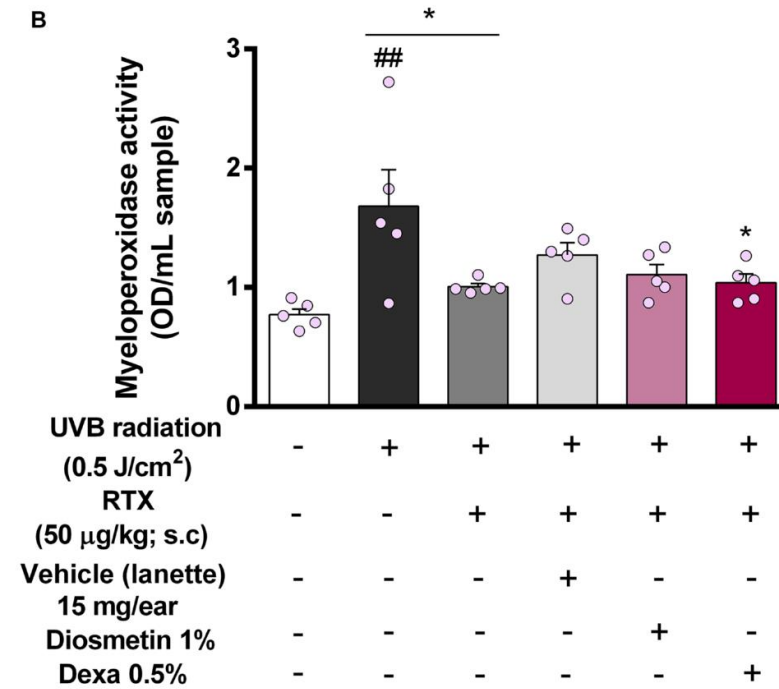 B
*
##
*
3
2
1
0
Myeloperoxidase activity
(OD/mL sample)
UVB radiation
(0.5 J/cm²)
- + + + + +
RTX
(50 μg/kg; s.c)
- - + + + +
Vehicle (lanette)
15 mg/ear
- - - + - -
Diosmetin 1% - - - - + -
Dexa 0.5% - - - - - +